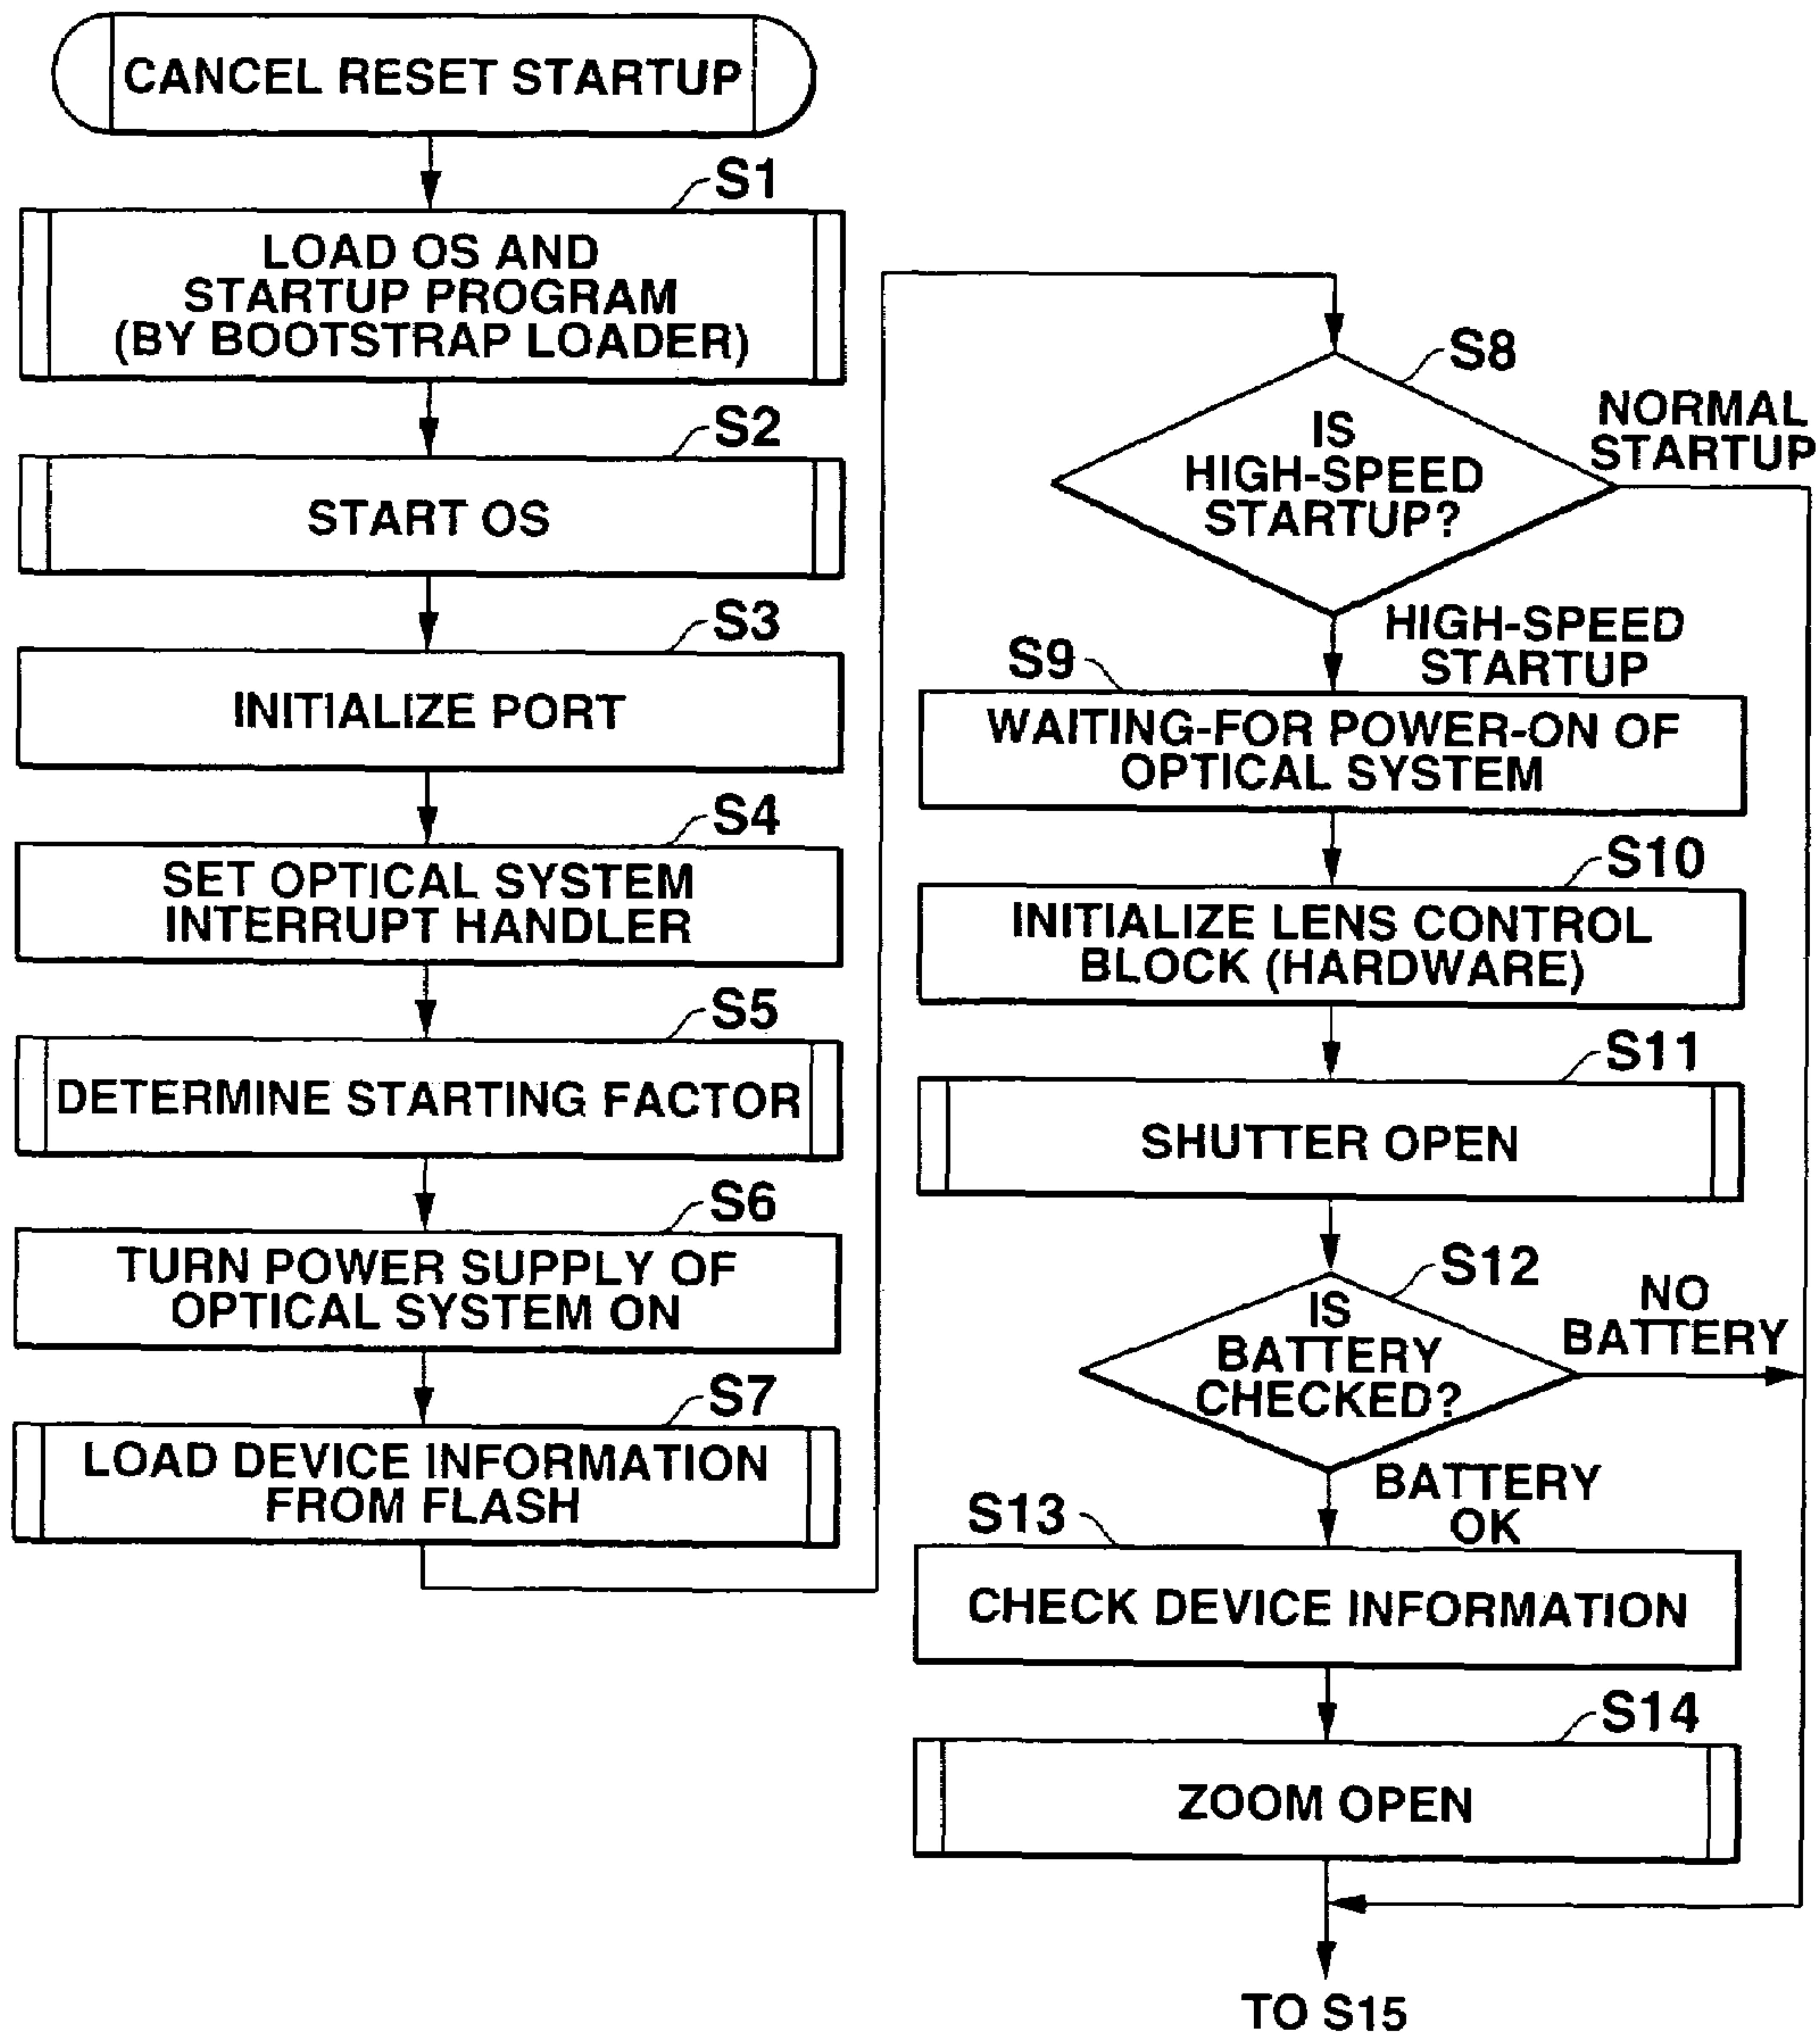 CANCEL RESET STARTUP
S1
LOAD OS AND
STARTUP PROGRAM
(BY BOOTSTRAP LOADER)
S2
START OS
S3
INITIALIZE PORT
S4
SET OPTICAL SYSTEM
INTERRUPT HANDLER
S5
DETERMINE STARTING FACTOR
S6
TURN POWER SUPPLY OF
OPTICAL SYSTEM ON
S7
LOAD DEVICE INFORMATION
FROM FLASH
S8
IS
HIGH-SPEED
STARTUP?
NORMAL
STARTUP
HIGH-SPEED
STARTUP
S9
WAITING-FOR POWER-ON OF
OPTICAL SYSTEM
S10
INITIALIZE LENS CONTROL
BLOCK (HARDWARE)
S11
SHUTTER OPEN
S12
IS
BATTERY
CHECKED?
NO
BATTERY
BATTERY
OK
S13
CHECK DEVICE INFORMATION
S14
ZOOM OPEN
TO S15